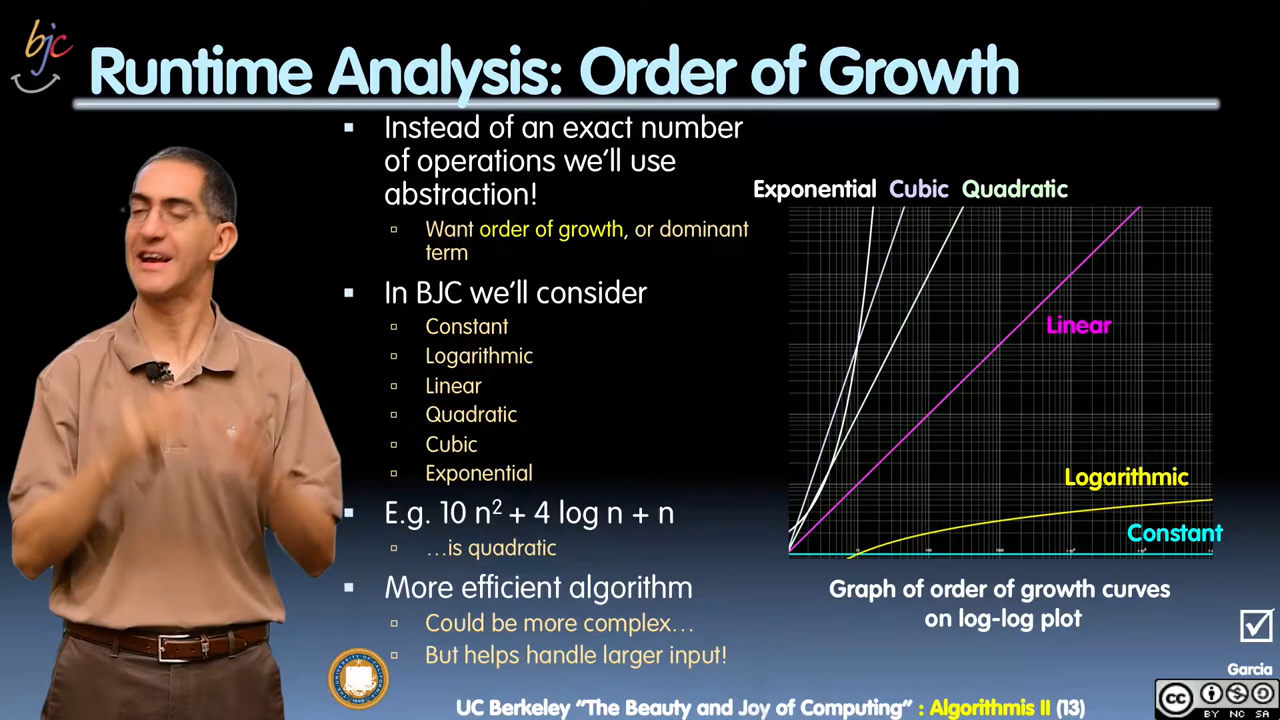 bjc
Runtime Analysis: Order of Growth
Instead of an exact number
of operations we'll use
abstraction!
Want order of growth, or dominant
term
In BJC we'll consider
Constant
Logarithmic
Linear
Quadratic
Cubic
Exponential
E.g. 10 n² + 4 log n + n
…is quadratic
More efficient algorithm
Could be more complex…
But helps handle larger input!
Exponential Cubic Quadratic
Linear
Logarithmic
Constant
Graph of order of growth curves
on log-log plot
Garcia
UC Berkeley "The Beauty and Joy of Computing" : Algorithmis II (13)
cc
BY NC SA